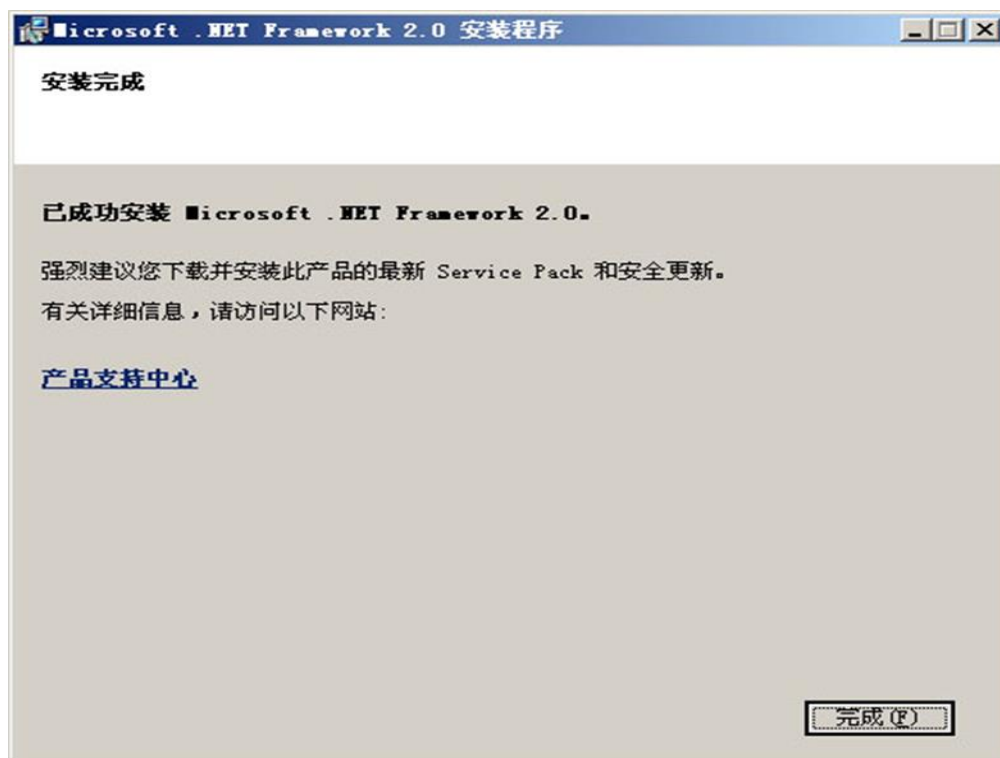 Microsoft .NET Framework 2.0 安装程序
安装完成
已成功安装 Microsoft .NET Framework 2.0。
强烈建议您下载并安装此产品的最新 Service Pack 和安全更新。
有关详细信息，请访问以下网站:
产品支持中心
完成(F)